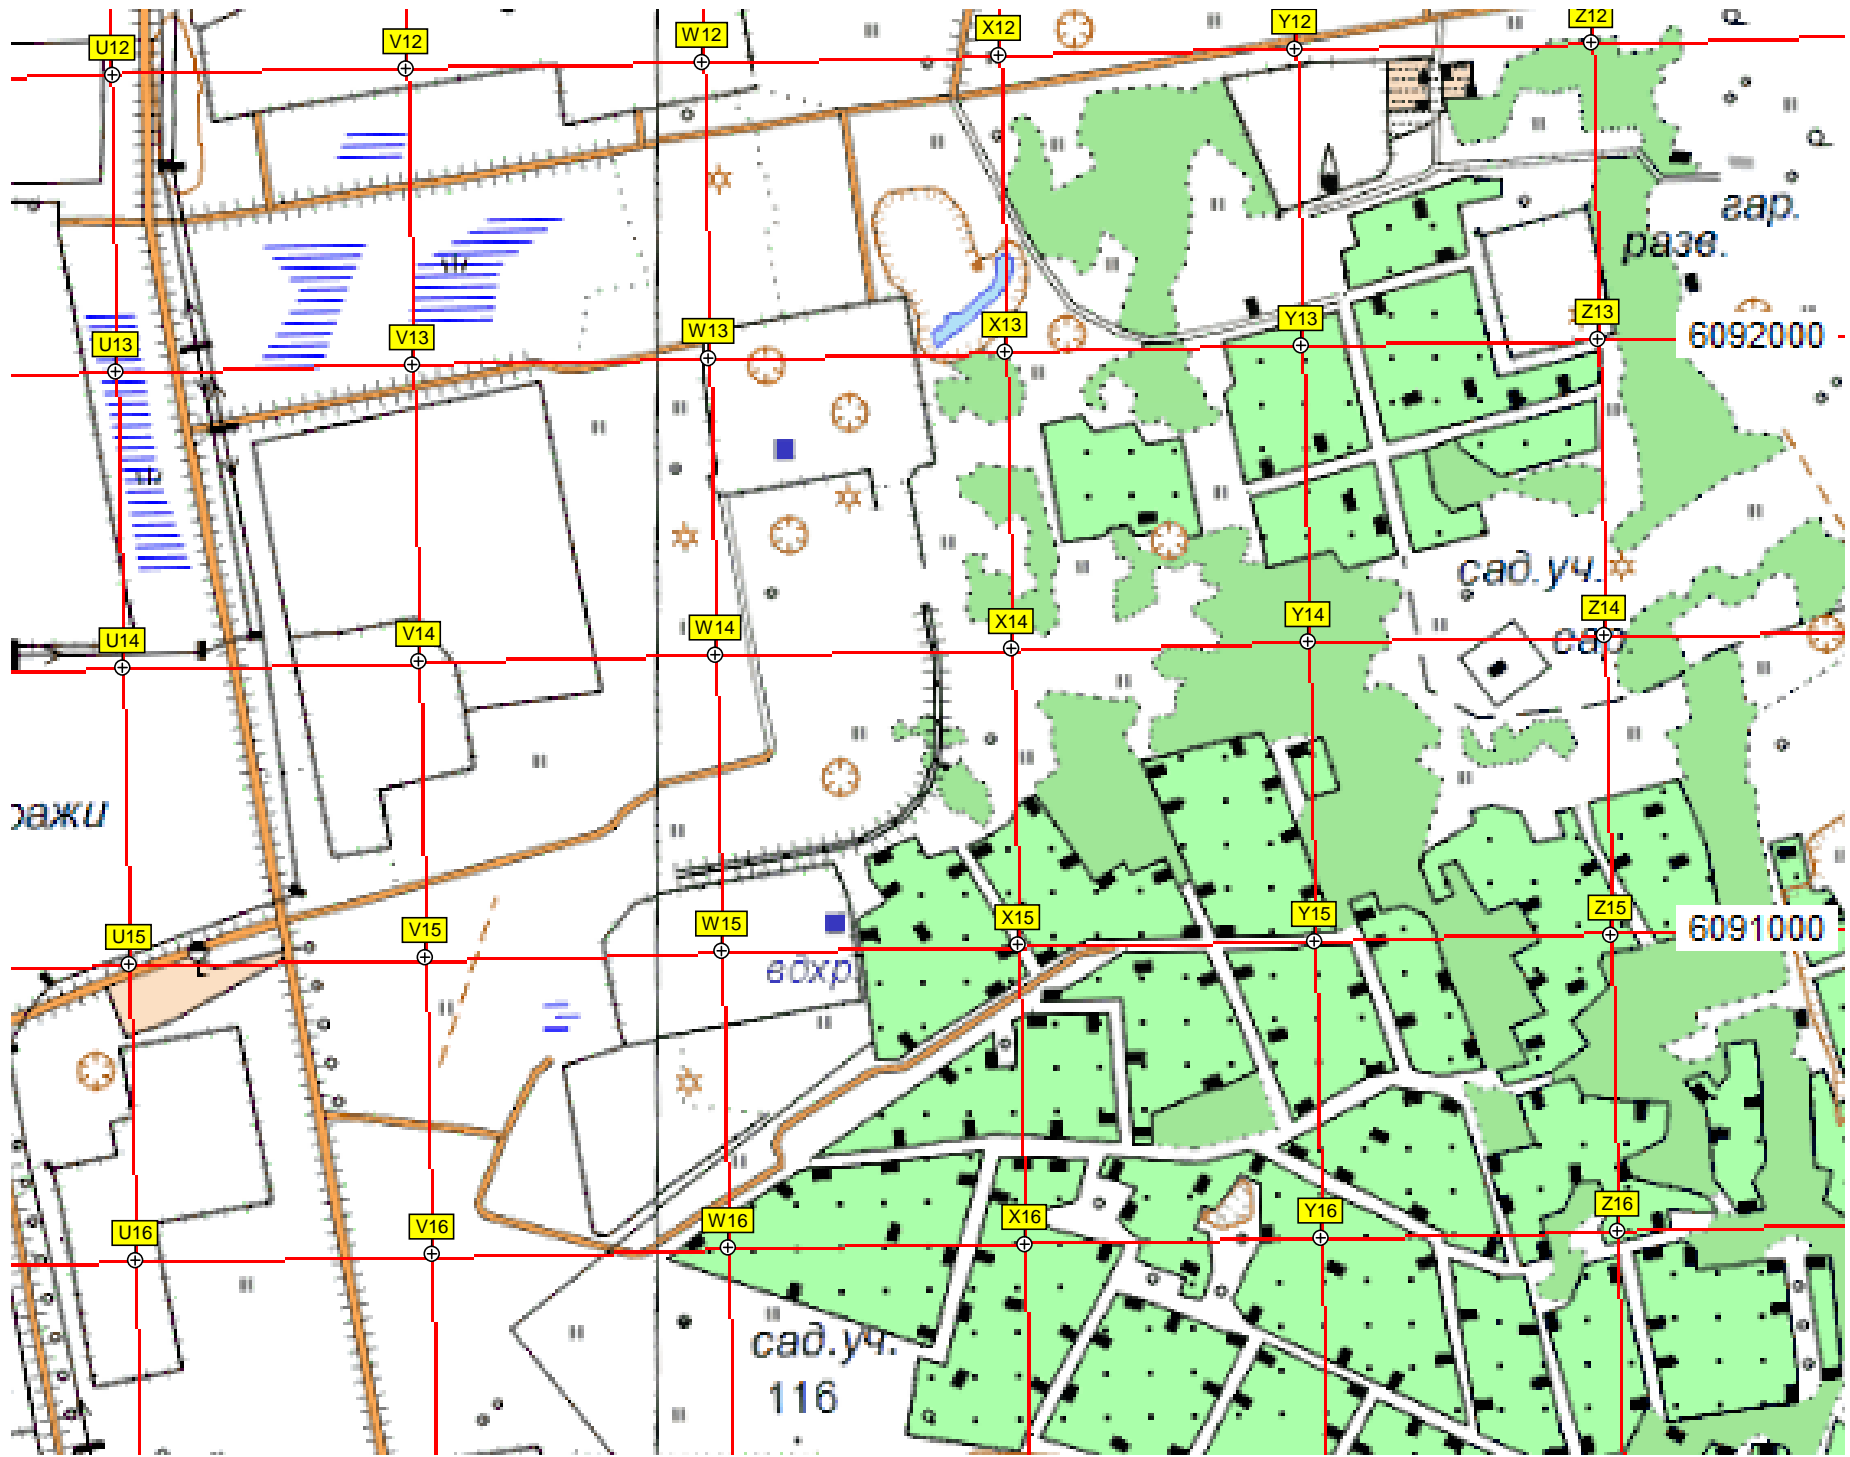 U12 V12 W12 X12 Y12 Z12
гар.
разв.
U13 V13 W13 X13 Y13 Z13
6092000
сад.уч.
U14 V14 W14 X14 Y14 Z14
сар.
ражи
U15 V15 W15 X15 Y15 Z15
6091000
вдхр.
U16 V16 W16 X16 Y16 Z16
сад.уч.
116